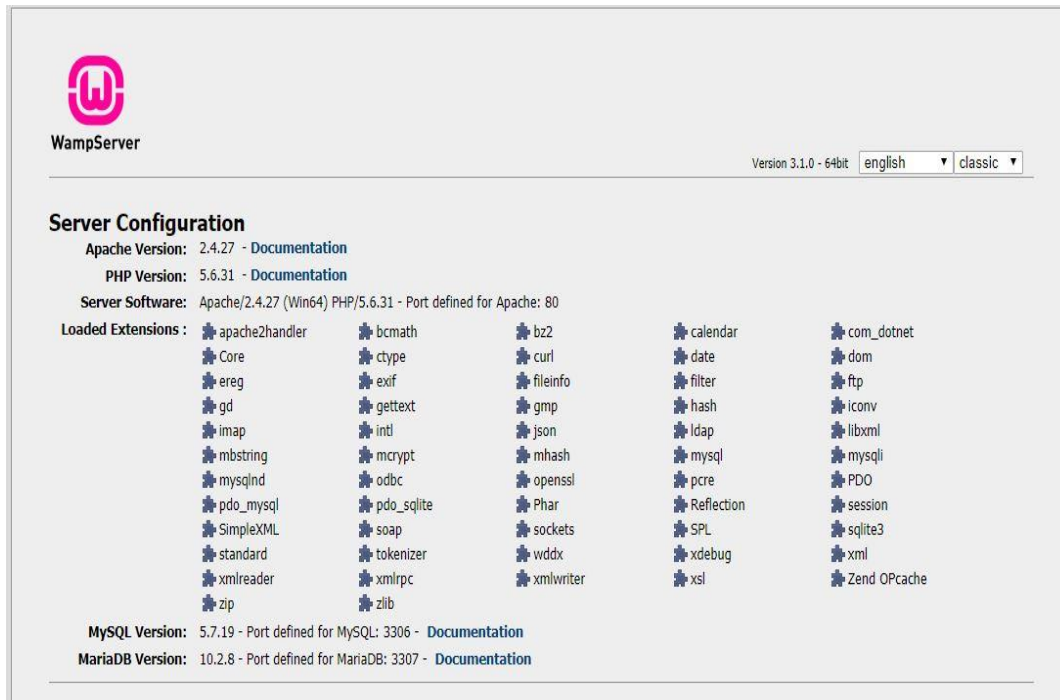 W
WampServer
Version 3.1.0 - 64bit english classic
Server Configuration
Apache Version: 2.4.27 - Documentation
PHP Version: 5.6.31 - Documentation
Server Software: Apache/2.4.27 (Win64) PHP/5.6.31 - Port defined for Apache: 80
Loaded Extensions : apache2handler bcmath bz2 calendar com_dotnet
Core ctype curl date dom
ereg exif fileinfo filter ftp
gd gettext gmp hash iconv
imap intl json ldap libxml
mbstring mcrypt mhash mysql mysqli
mysqlnd odbc openssl pcre PDO
pdo_mysql pdo_sqlite Phar Reflection session
SimpleXML soap sockets SPL sqlite3
standard tokenizer wddx xdebug xml
xmlreader xmlrpc xmlwriter xsl Zend OPcache
zip zlib
MySQL Version: 5.7.19 - Port defined for MySQL: 3306 - Documentation
MariaDB Version: 10.2.8 - Port defined for MariaDB: 3307 - Documentation